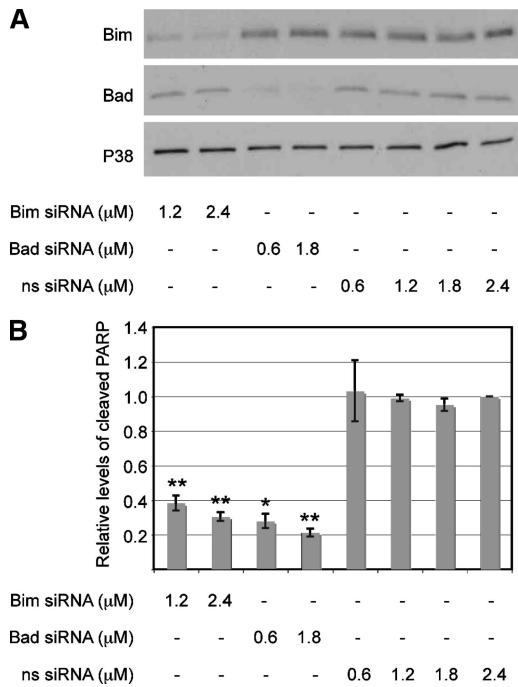 A
Bim
Bad
P38
Bim siRNA (μM) 1.2 2.4 - - - - - -
Bad siRNA (μM) - - 0.6 1.8 - - - -
ns siRNA (μM) - - - - 0.6 1.2 1.8 2.4
B
Relative levels of cleaved PARP
1.4
1.2
1.0
0.8
0.6
0.4
0.2
** ** * **
Bim siRNA (μM) 1.2 2.4 - - - - - -
Bad siRNA (μM) - - 0.6 1.8 - - - -
ns siRNA (μM) - - - - 0.6 1.2 1.8 2.4